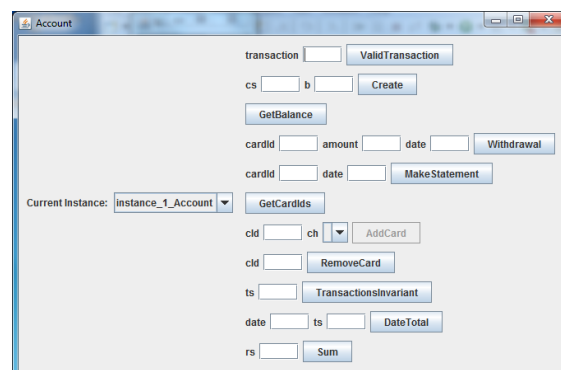 Account
transaction ValidTransaction
cs b Create
GetBalance
cardId amount date Withdrawal
cardId date MakeStatement
Current Instance: instance_1_Account GetCardIds
cId ch AddCard
cId RemoveCard
ts TransactionsInvariant
date ts DateTotal
rs Sum